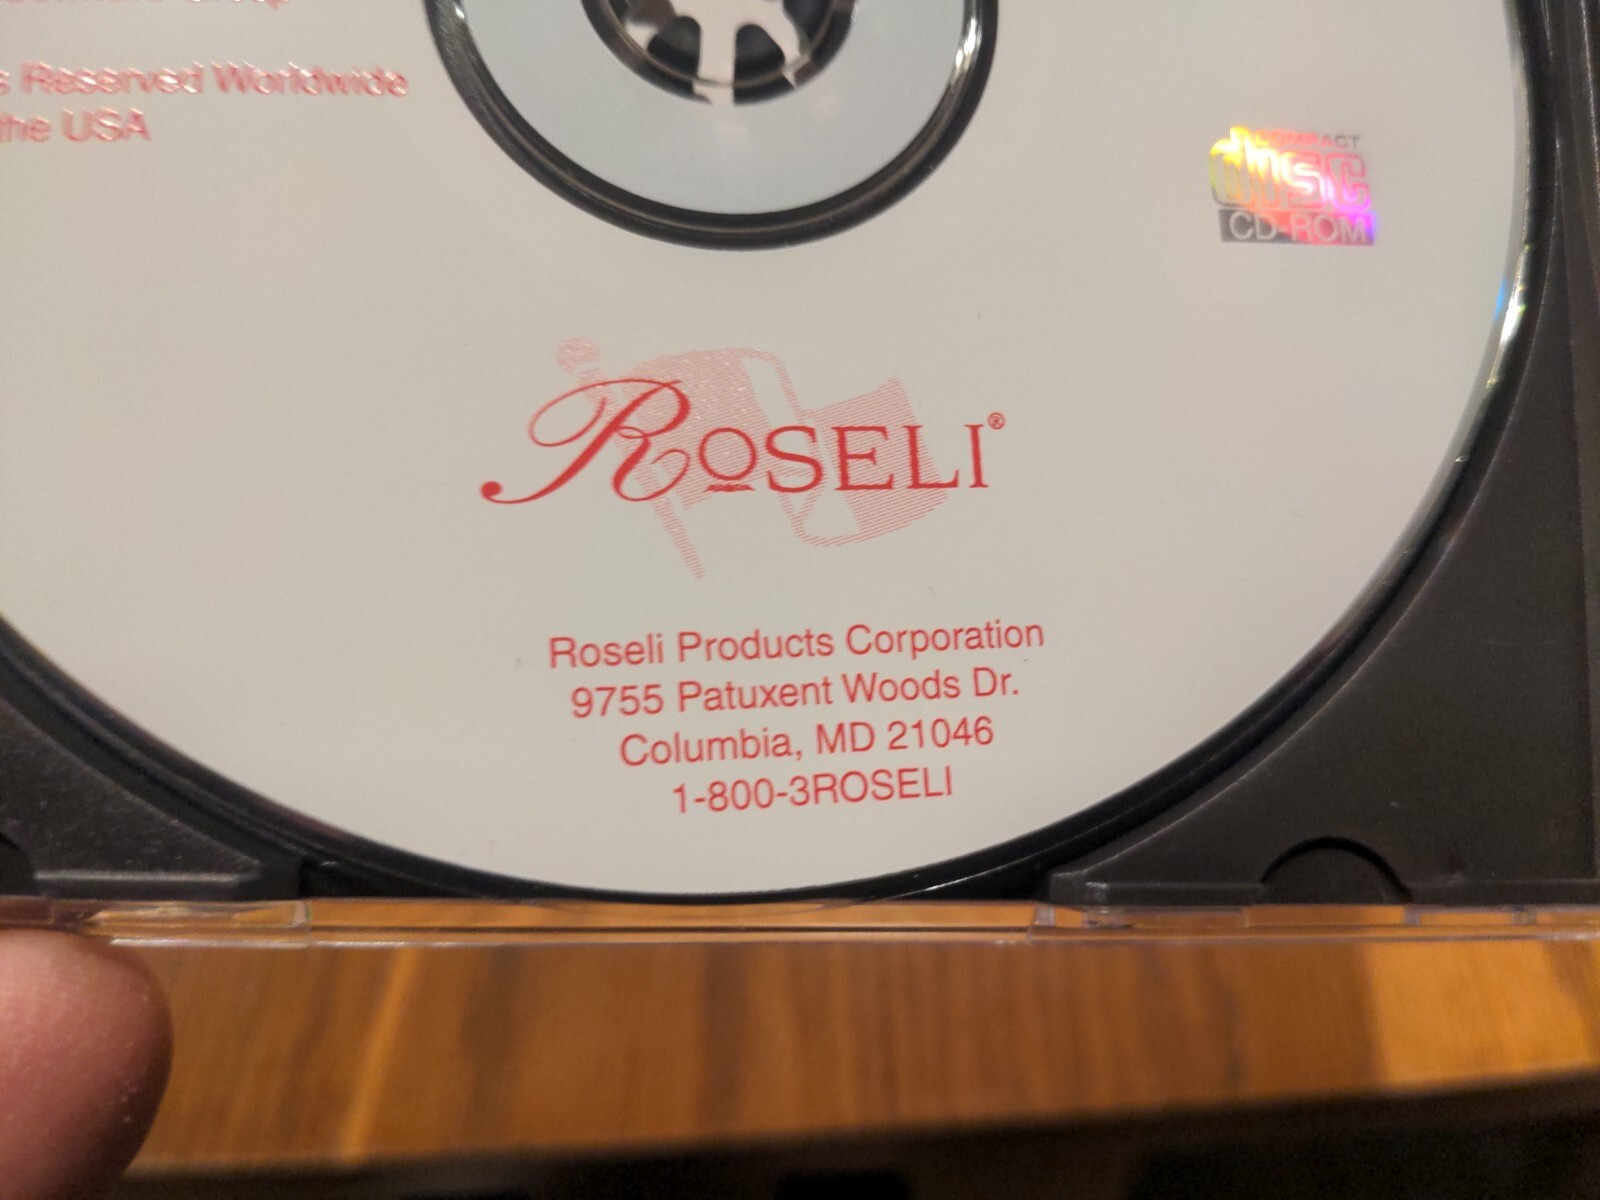 Group
s Reserved Worldwide
the USA
COMPACT
disc
CD-ROM
ROSELI®
Roseli Products Corporation
9755 Patuxent Woods Dr.
Columbia, MD 21046
1-800-3ROSELI